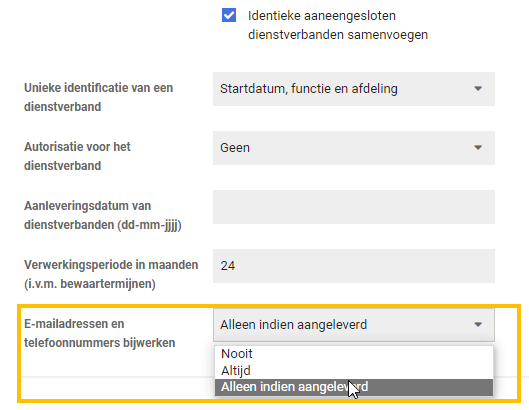 Identieke aaneengesloten
dienstverbanden samenvoegen
Unieke identificatie van een
dienstverband
Startdatum, functie en afdeling
Autorisatie voor het
dienstverband
Geen
Aanleveringsdatum van
dienstverbanden (dd-mm-jjjj)
Verwerkingsperiode in maanden
(i.v.m. bewaartermijnen)
24
E-mailadressen en
telefoonnummers bijwerken
Alleen indien aangeleverd
Nooit
Altijd
Alleen indien aangeleverd